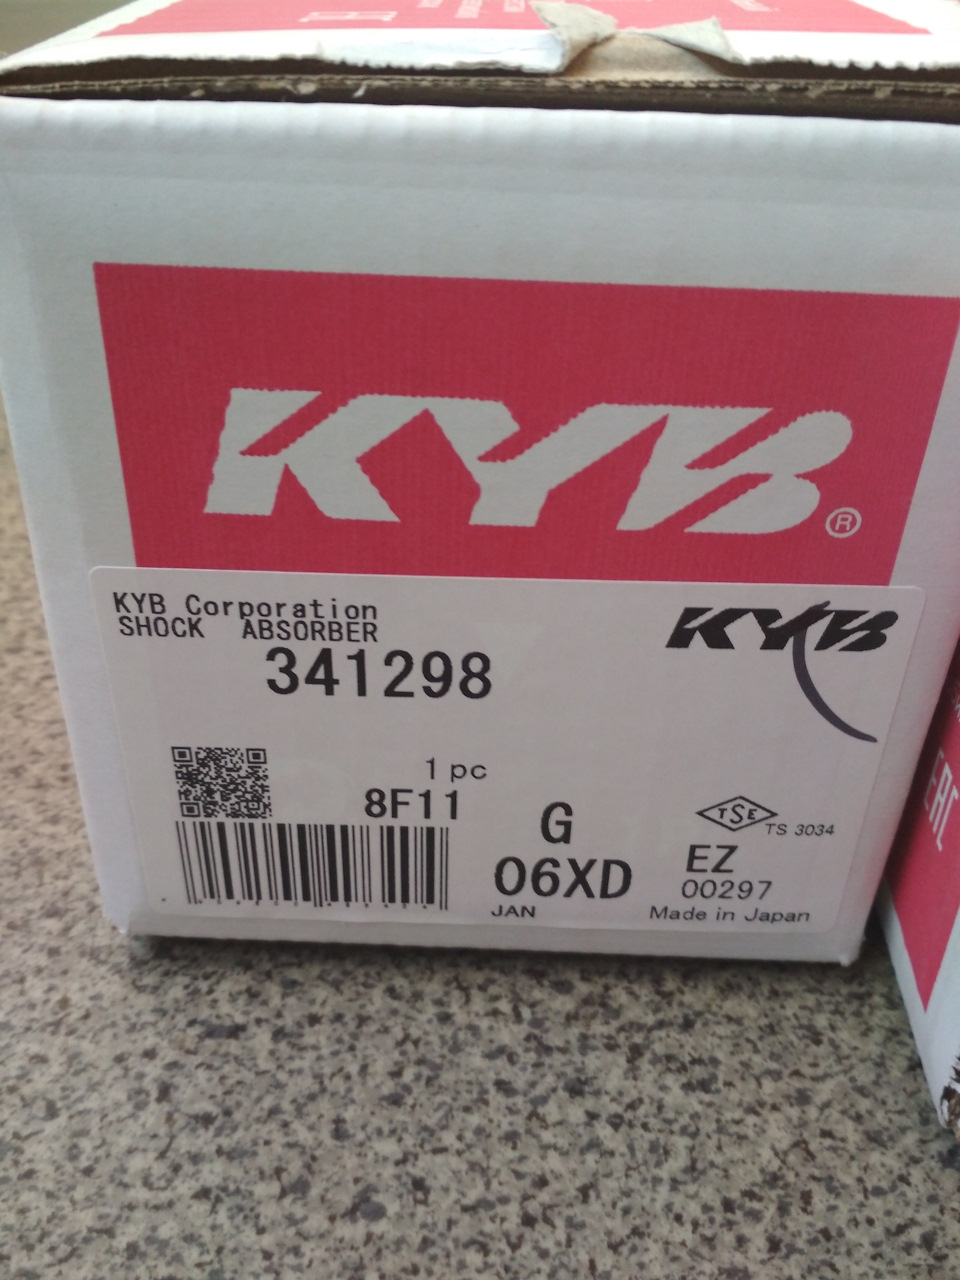 KYB®
KYB Corporation
SHOCK ABSORBER
KYB
341298
1 pc
8F11
G
TSE
TS 3034
06XD
EZ
00297
JAN
Made in Japan
EAC